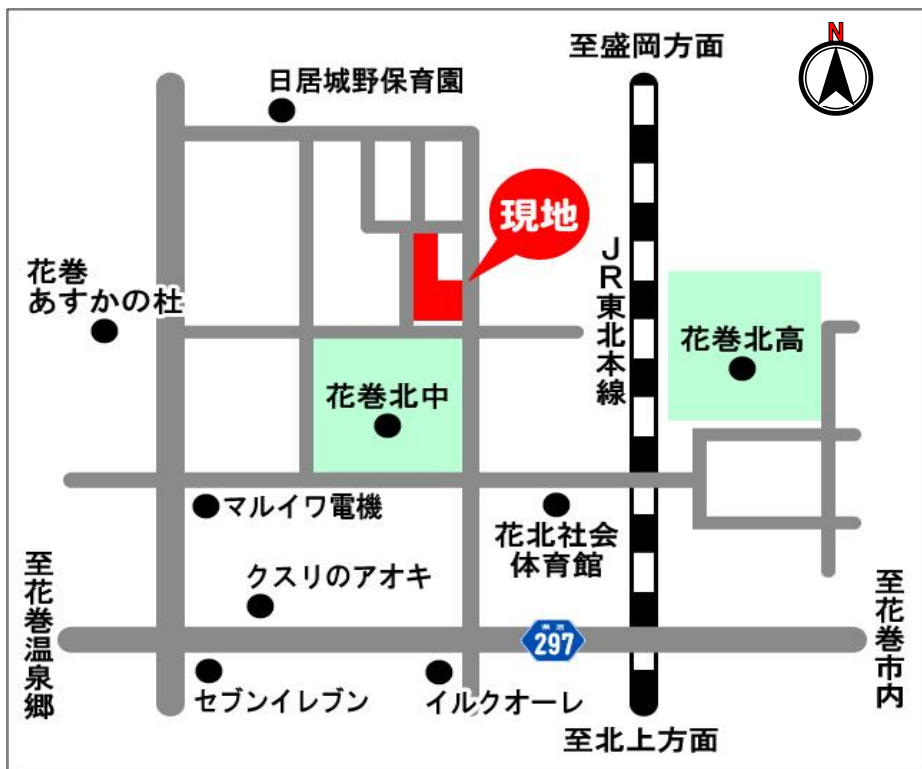 至盛岡方面
N
日居城野保育園
現地
花巻
あすかの杜
JR東北本線
花巻北高
花巻北中
マルイワ電機
花北社会
体育館
クスリのアオキ
至花巻温泉郷
県道
297
至花巻市内
セブンイレブン
イルクオーレ
至北上方面